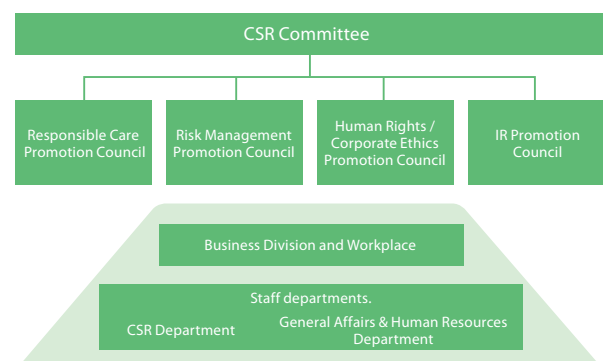 CSR Committee
Responsible Care
Promotion Council
Risk Management
Promotion Council
Human Rights /
Corporate Ethics
Promotion Council
IR Promotion
Council
Business Division and Workplace
Staff departments.
CSR Department
General Affairs & Human Resources
Department